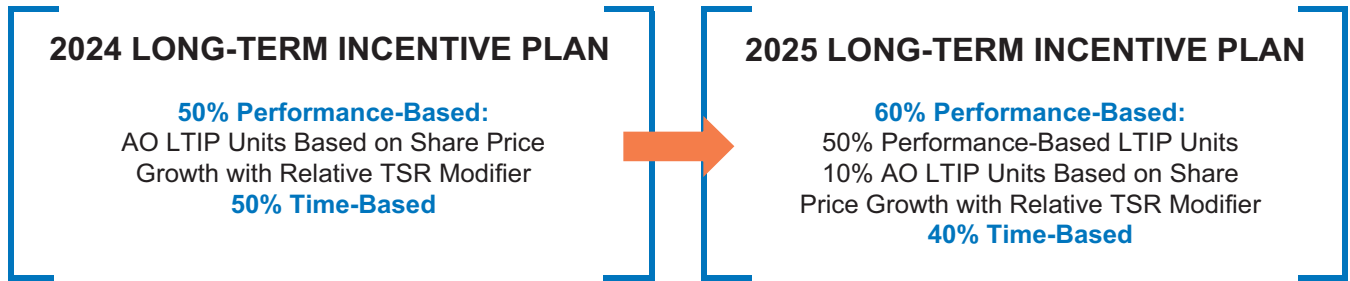 2024 LONG-TERM INCENTIVE PLAN
50% Performance-Based:
AO LTIP Units Based on Share Price
Growth with Relative TSR Modifier
50% Time-Based
2025 LONG-TERM INCENTIVE PLAN
60% Performance-Based:
50% Performance-Based LTIP Units
10% AO LTIP Units Based on Share
Price Growth with Relative TSR Modifier
40% Time-Based